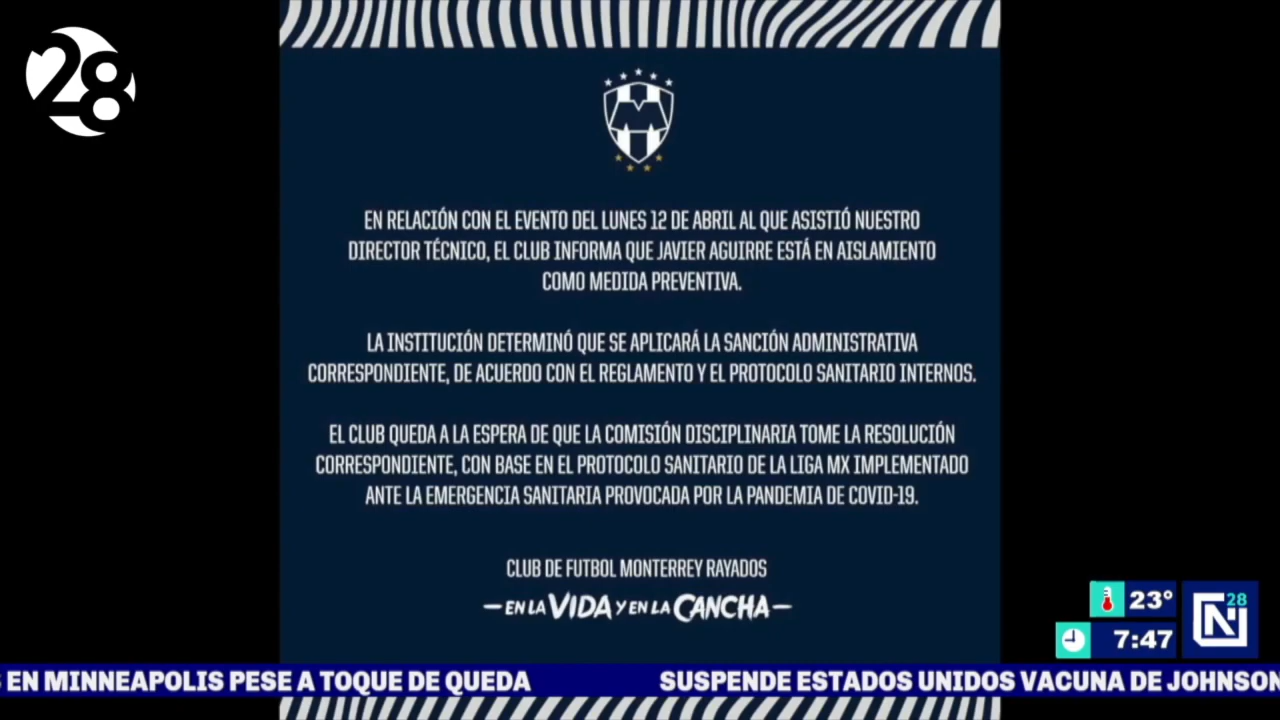 28
EN RELACIÓN CON EL EVENTO DEL LUNES 12 DE ABRIL AL QUE ASISTIÓ NUESTRO
DIRECTOR TÉCNICO, EL CLUB INFORMA QUE JAVIER AGUIRRE ESTÁ EN AISLAMIENTO
COMO MEDIDA PREVENTIVA.
LA INSTITUCIÓN DETERMINÓ QUE SE APLICARÁ LA SANCIÓN ADMINISTRATIVA
CORRESPONDIENTE, DE ACUERDO CON EL REGLAMENTO Y EL PROTOCOLO SANITARIO INTERNOS.
EL CLUB QUEDA A LA ESPERA DE QUE LA COMISIÓN DISCIPLINARIA TOME LA RESOLUCIÓN
CORRESPONDIENTE, CON BASE EN EL PROTOCOLO SANITARIO DE LA LIGA MX IMPLEMENTADO
ANTE LA EMERGENCIA SANITARIA PROVOCADA POR LA PANDEMIA DE COVID-19.
CLUB DE FUTBOL MONTERREY RAYADOS
— EN LA VIDA Y EN LA CANCHA —
23°
7:47
N 28
EN MINNEAPOLIS PESE A TOQUE DE QUEDA SUSPENDE ESTADOS UNIDOS VACUNA DE JOHNSON